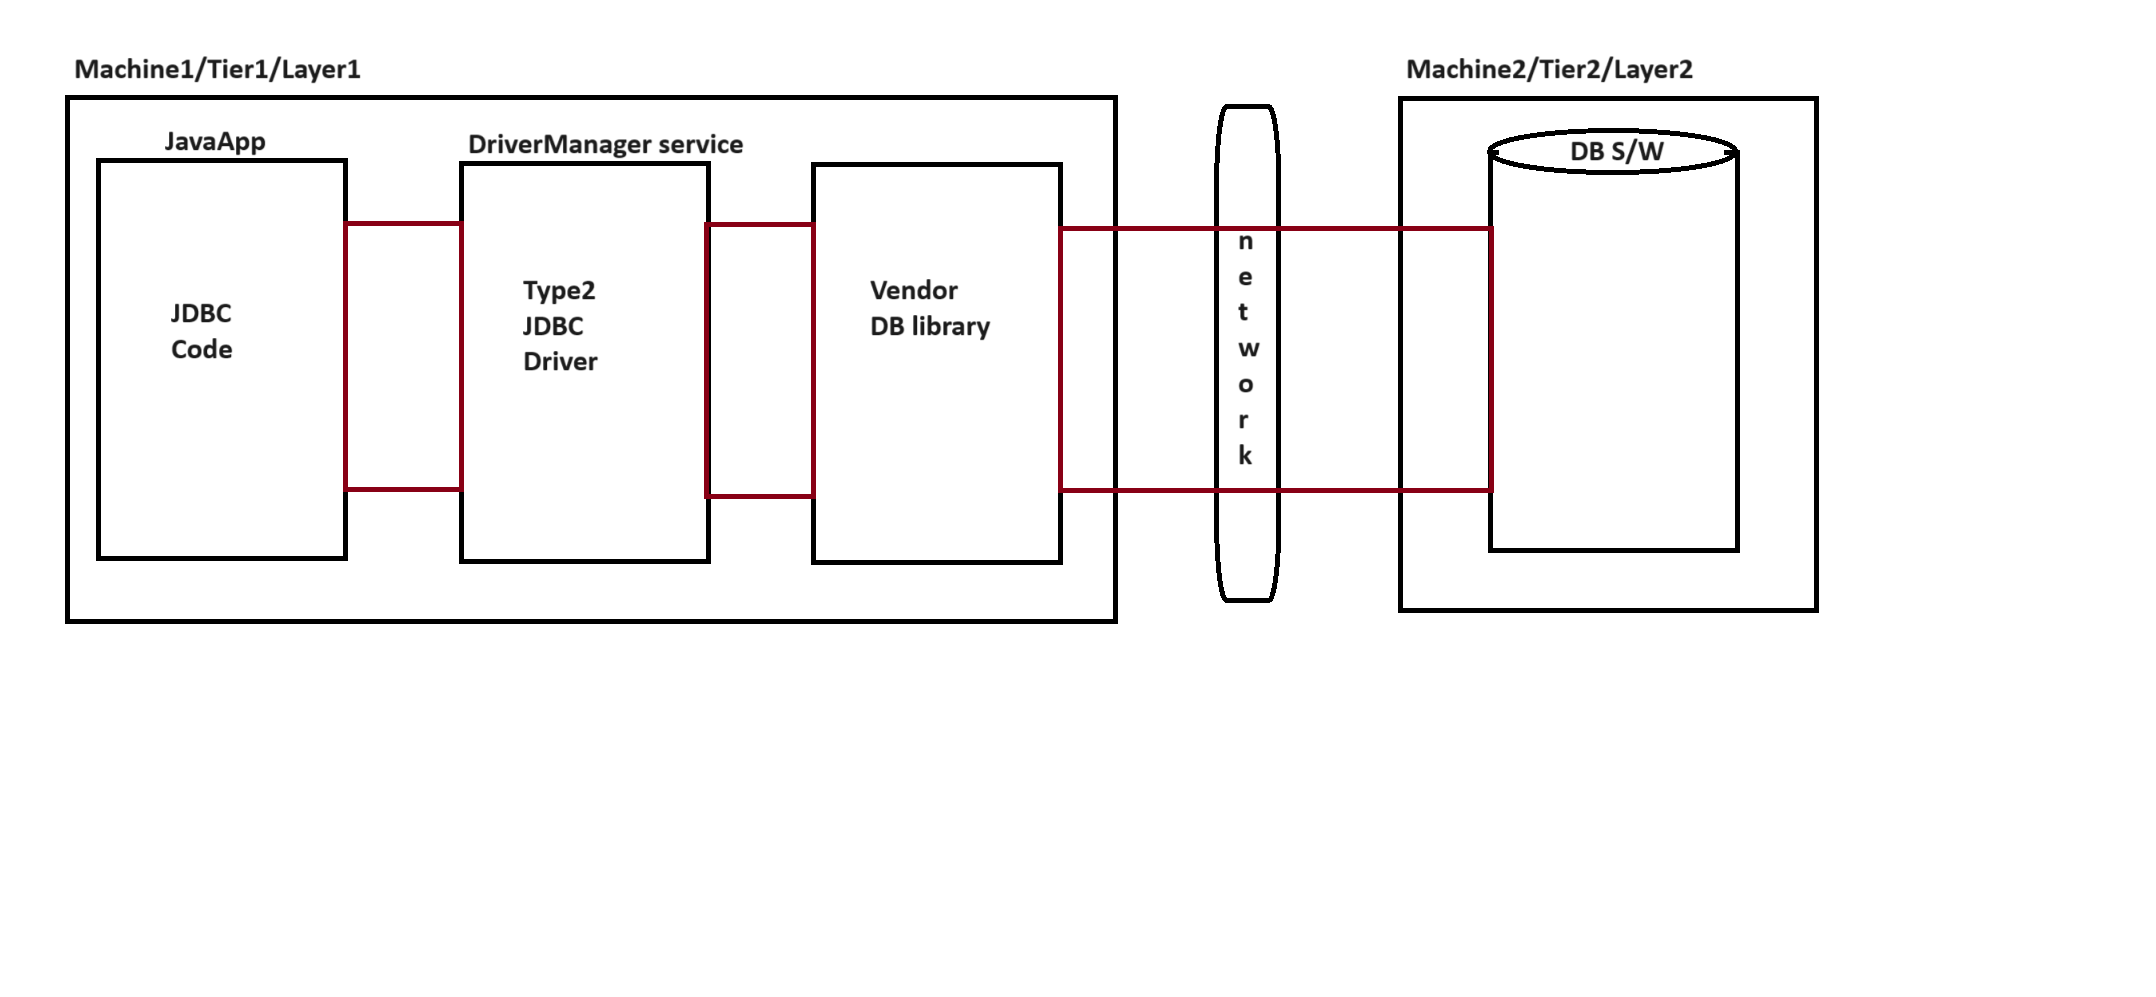 Machine1/Tier1/Layer1
Machine2/Tier2/Layer2
JavaApp
DriverManager service
DB S/W
JDBC
Code
Type2
JDBC
Driver
Vendor
DB library
n
e
t
w
o
r
k